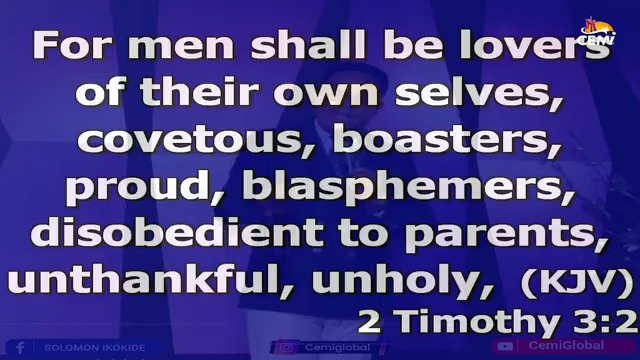 CEMi
For men shall be lovers
of their own selves,
covetous, boasters,
proud, blasphemers,
disobedient to parents,
unthankful, unholy, (KJV)
2 Timothy 3:2
SOLOMON IKOKIDE
CemiGlobal
CemiGlobal